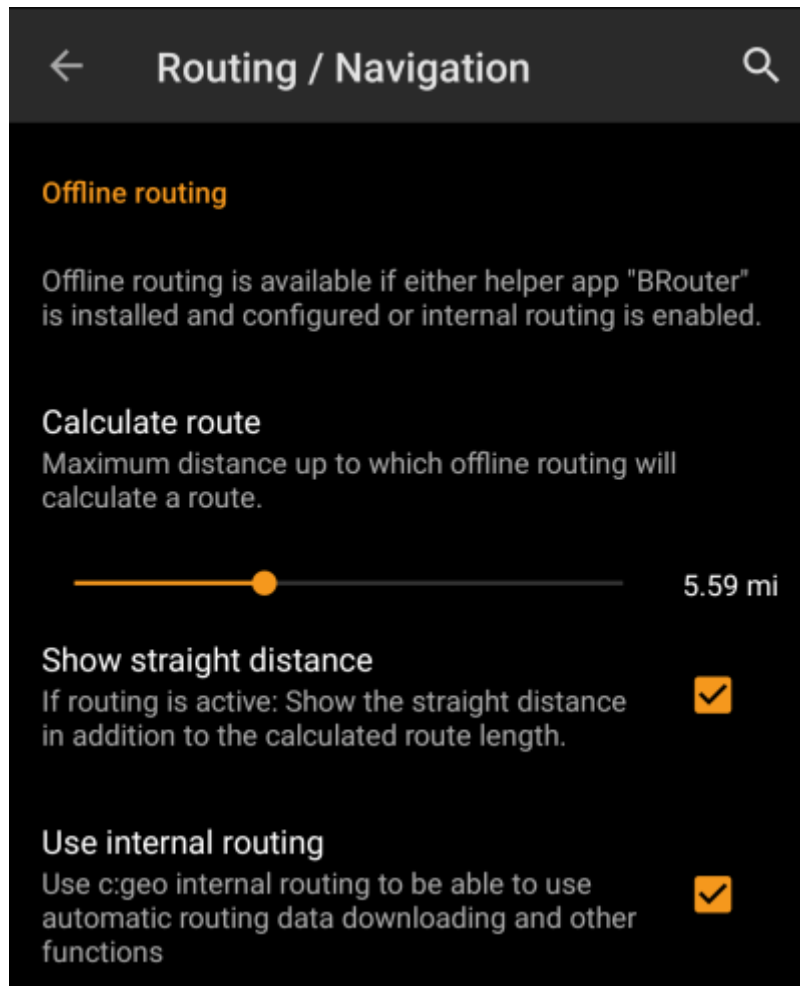 Routing / Navigation
Offline routing
Offline routing is available if either helper app "BRouter"
is installed and configured or internal routing is enabled.
Calculate route
Maximum distance up to which offline routing will
calculate a route.
5.59 mi
Show straight distance
If routing is active: Show the straight distance
in addition to the calculated route length.
Use internal routing
Use c:geo internal routing to be able to use
automatic routing data downloading and other
functions